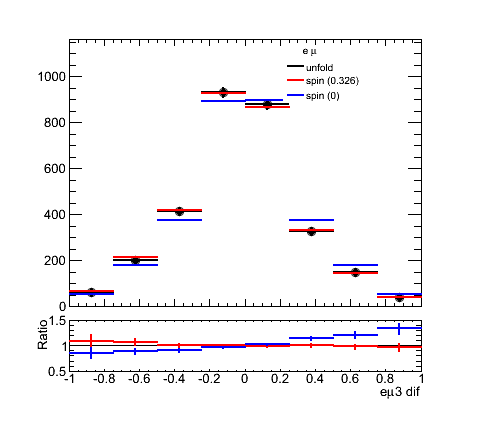 e μ
unfold
spin (0.326)
spin (0)
1000
800
600
400
200
0
Ratio
1.5
1
0.5
-1 -0.8 -0.6 -0.4 -0.2 0 0.2 0.4 0.6 0.8 1
eμ3 dif